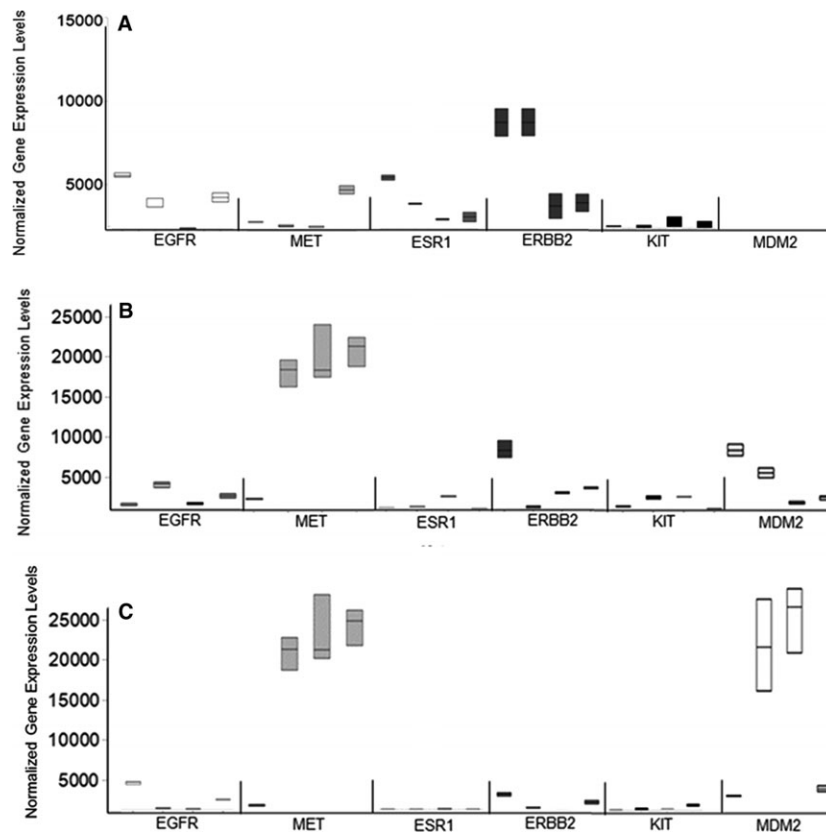 A
Normalized Gene Expression Levels
15000
10000
5000
EGFR MET ESR1 ERBB2 KIT MDM2
B
Normalized Gene Expression Levels
25000
20000
15000
10000
5000
EGFR MET ESR1 ERBB2 KIT MDM2
C
Normalized Gene Expression Levels
25000
20000
15000
10000
5000
EGFR MET ESR1 ERBB2 KIT MDM2